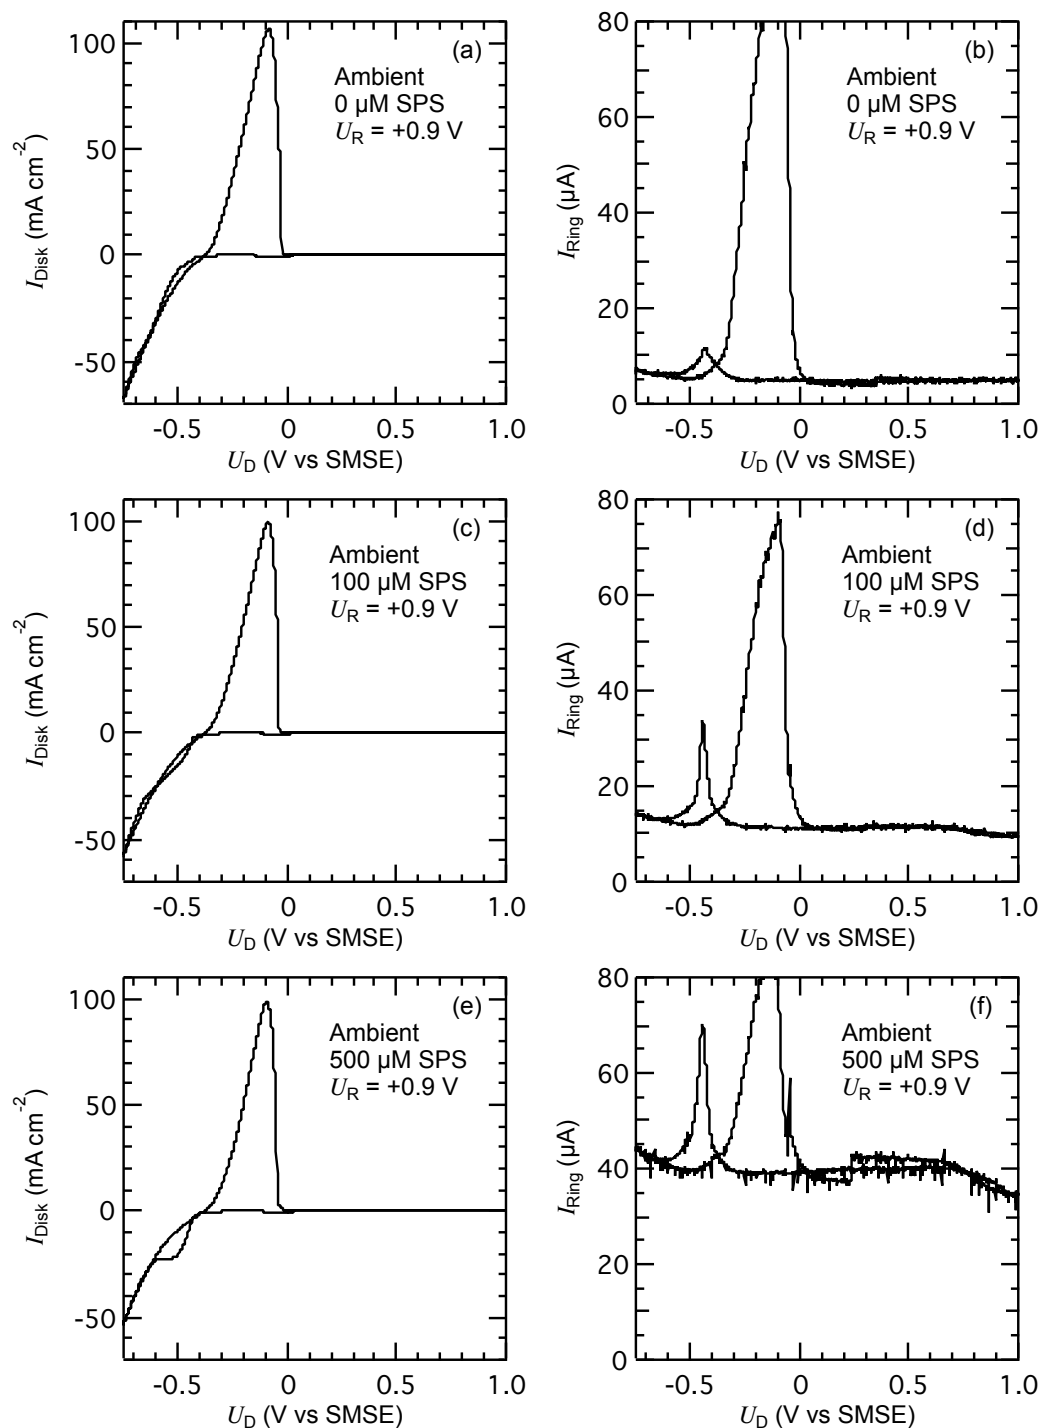 (a)
Ambient
0 µM SPS
U_R = +0.9 V
I_Disk (mA cm⁻²)
100
50
0
-50
-0.5 0 0.5 1.0
U_D (V vs SMSE)
(b)
Ambient
0 µM SPS
U_R = +0.9 V
I_Ring (µA)
80
60
40
20
0
-0.5 0 0.5 1.0
U_D (V vs SMSE)
(c)
Ambient
100 µM SPS
U_R = +0.9 V
I_Disk (mA cm⁻²)
100
50
0
-50
-0.5 0 0.5 1.0
U_D (V vs SMSE)
(d)
Ambient
100 µM SPS
U_R = +0.9 V
I_Ring (µA)
80
60
40
20
0
-0.5 0 0.5 1.0
U_D (V vs SMSE)
(e)
Ambient
500 µM SPS
U_R = +0.9 V
I_Disk (mA cm⁻²)
100
50
0
-50
-0.5 0 0.5 1.0
U_D (V vs SMSE)
(f)
Ambient
500 µM SPS
U_R = +0.9 V
I_Ring (µA)
80
60
40
20
0
-0.5 0 0.5 1.0
U_D (V vs SMSE)